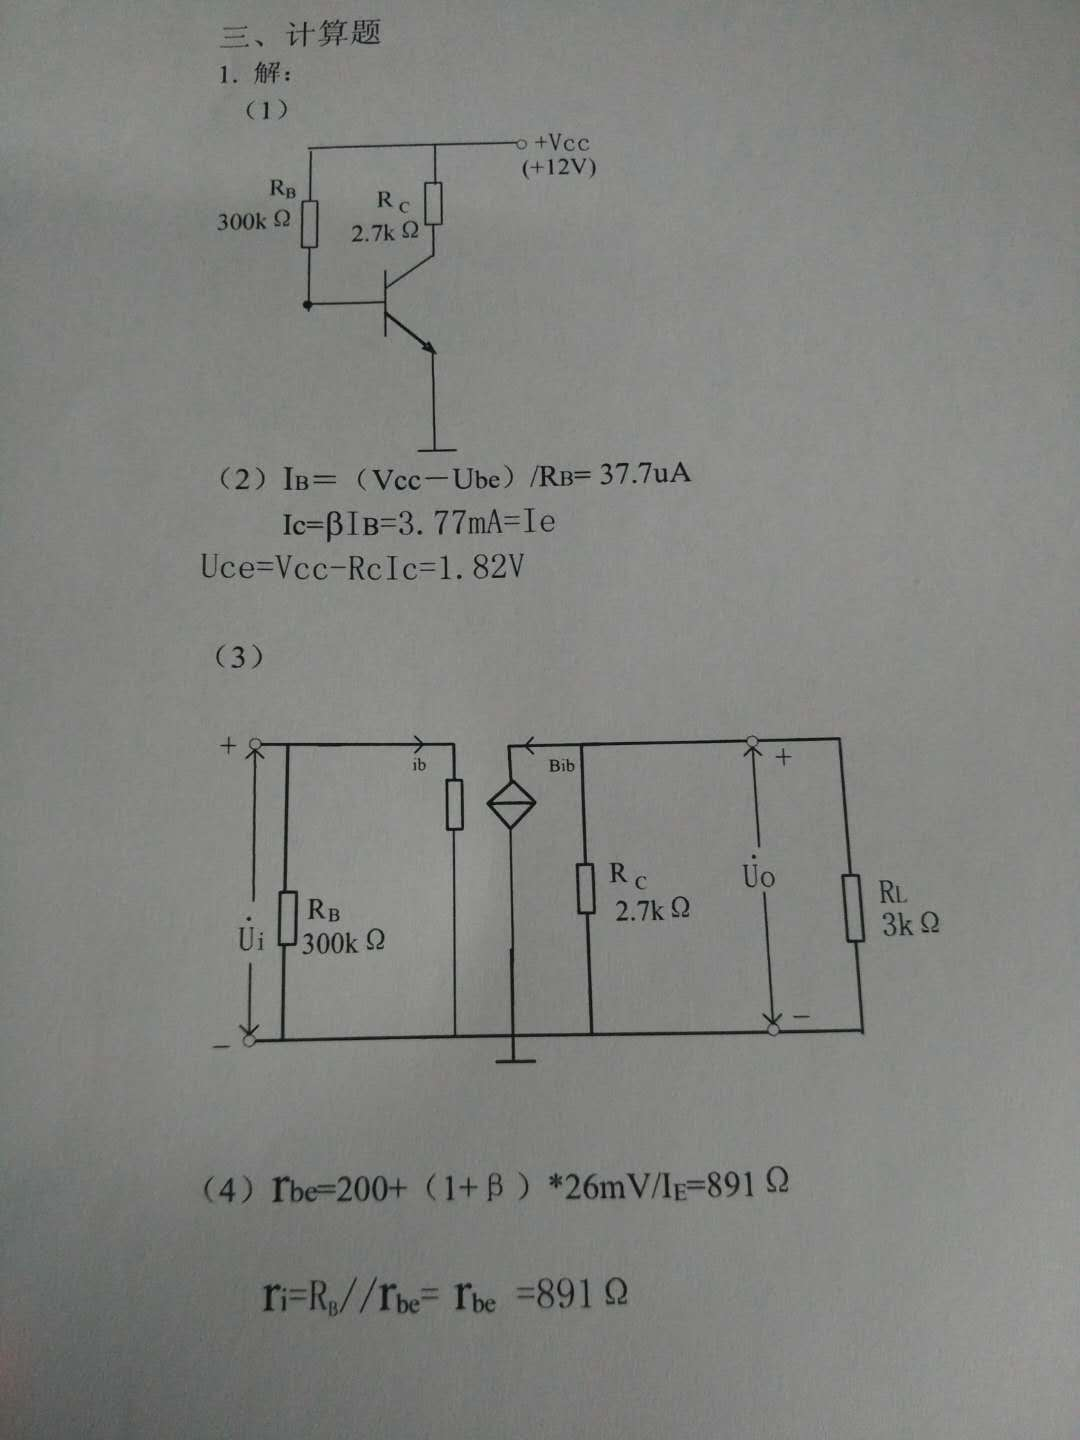 三、计算题
1. 解：
（1）
+Vcc
(+12V)
RB
300kΩ
RC
2.7kΩ
（2）IB=（Vcc－Ube）/RB= 37.7uA
Ic=βIB=3.77mA=Ie
Uce=Vcc-RcIc=1.82V
（3）
+
ib
Bib
+
RB
300kΩ
U̇i
RC
2.7kΩ
U̇o
RL
3kΩ
－
－
（4）rbe=200+（1+β）*26mV/IE=891Ω
ri=RB//rbe= rbe =891Ω